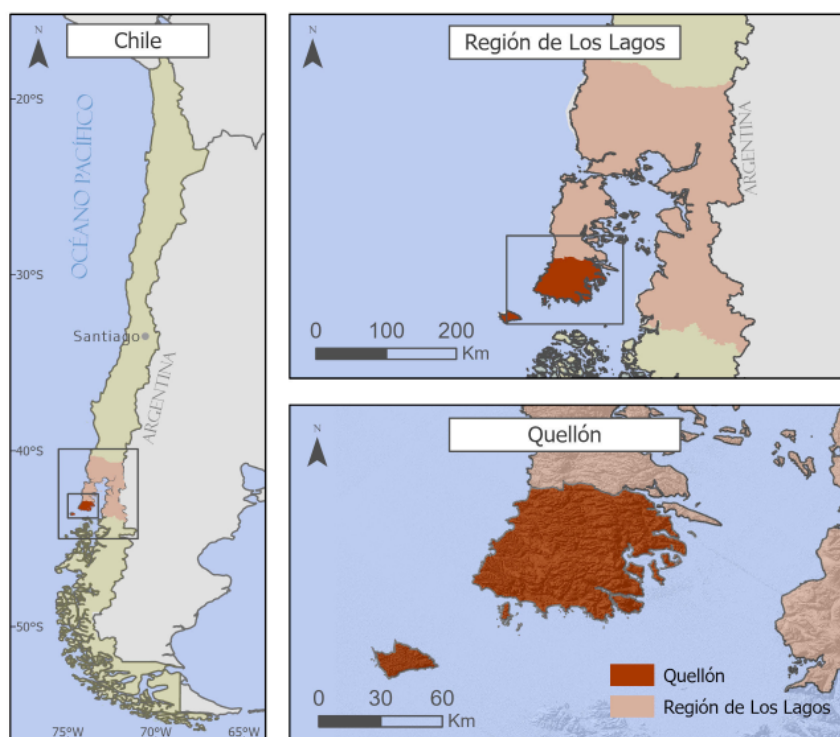 Chile
N
20°S
OCÉANO PACÍFICO
30°S
Santiago
ARGENTINA
40°S
50°S
75°W 70°W 65°W
Región de Los Lagos
N
ARGENTINA
0 100 200
Km
Quellón
N
0 30 60
Km
Quellón
Región de Los Lagos